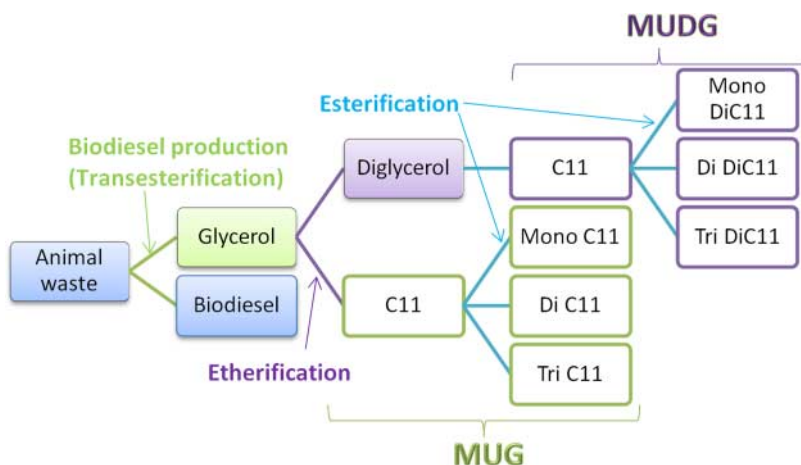 MUDG
Mono
DiC11
Esterification
Biodiesel production
(Transesterification)
Diglycerol
C11
Di DiC11
Glycerol
Mono C11
Tri DiC11
Animal
waste
Biodiesel
C11
Di C11
Etherification
Tri C11
MUG